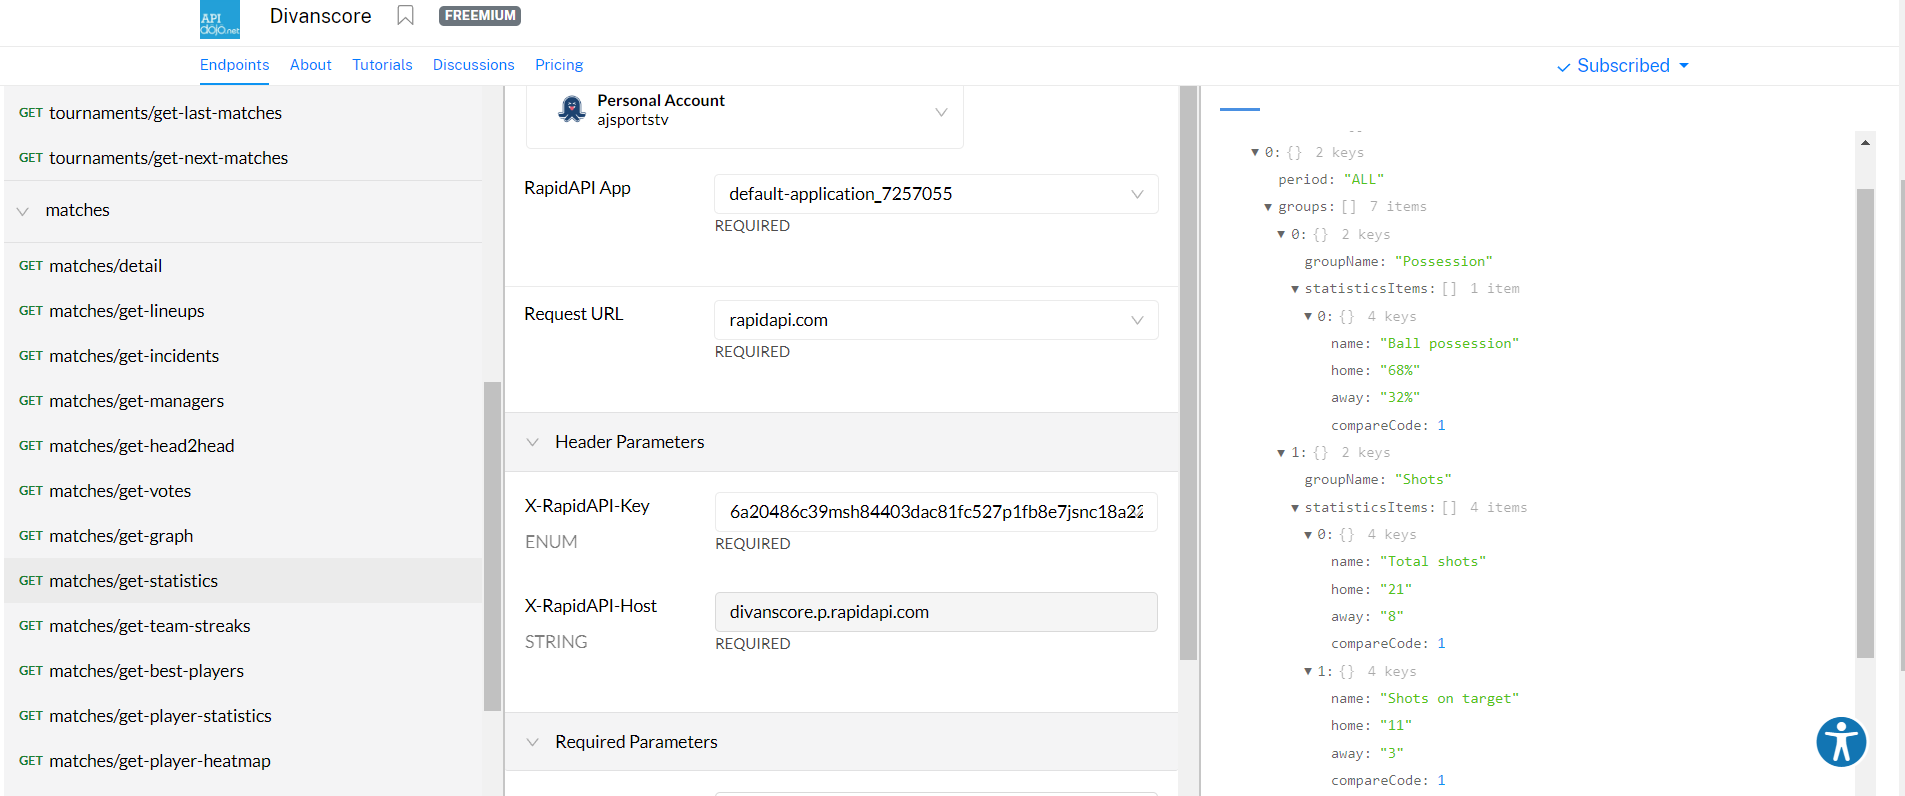 API
dojo.net
Divanscore
FREEMIUM
Endpoints
About
Tutorials
Discussions
Pricing
Subscribed
GET tournaments/get-last-matches
GET tournaments/get-next-matches
matches
GET matches/detail
GET matches/get-lineups
GET matches/get-incidents
GET matches/get-managers
GET matches/get-head2head
GET matches/get-votes
GET matches/get-graph
GET matches/get-statistics
GET matches/get-team-streaks
GET matches/get-best-players
GET matches/get-player-statistics
GET matches/get-player-heatmap
Personal Account
ajsportstv
RapidAPI App
default-application_7257055
REQUIRED
Request URL
rapidapi.com
REQUIRED
Header Parameters
X-RapidAPI-Key
ENUM
6a20486c39msh84403dac81fc527p1fb8e7jsnc18a22
REQUIRED
X-RapidAPI-Host
STRING
divanscore.p.rapidapi.com
REQUIRED
Required Parameters
0: {} 2 keys
period: "ALL"
groups: [] 7 items
0: {} 2 keys
groupName: "Possession"
statisticsItems: [] 1 item
0: {} 4 keys
name: "Ball possession"
home: "68%"
away: "32%"
compareCode: 1
1: {} 2 keys
groupName: "Shots"
statisticsItems: [] 4 items
0: {} 4 keys
name: "Total shots"
home: "21"
away: "8"
compareCode: 1
1: {} 4 keys
name: "Shots on target"
home: "11"
away: "3"
compareCode: 1